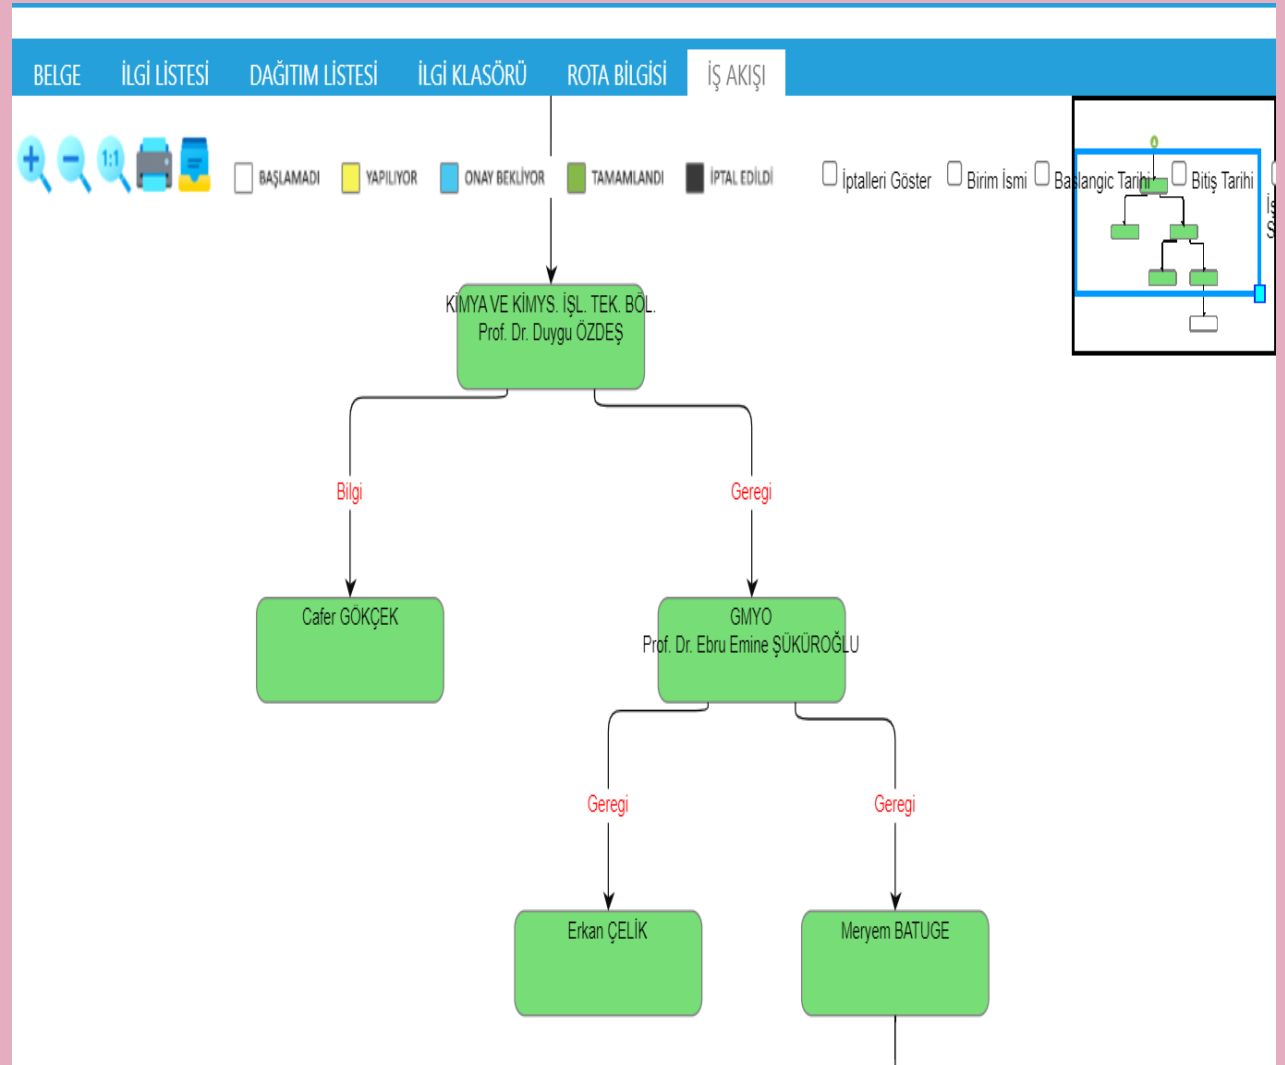 BELGE İLGİ LİSTESİ DAĞITIM LİSTESİ İLGİ KLASÖRÜ ROTA BİLGİSİ İŞ AKIŞI
1:1 BAŞLAMADI YAPILIYOR ONAY BEKLİYOR TAMAMLANDI İPTAL EDİLDİ İptalleri Göster Birim İsmi Baslangic Tarihi Bitiş Tarihi
KİMYA VE KİMYS. İŞL. TEK. BÖL.
Prof. Dr. Duygu ÖZDEŞ
Bilgi Geregi
Cafer GÖKÇEK
GMYO
Prof. Dr. Ebru Emine ŞÜKÜROĞLU
Geregi Geregi
Erkan ÇELİK Meryem BATUGE